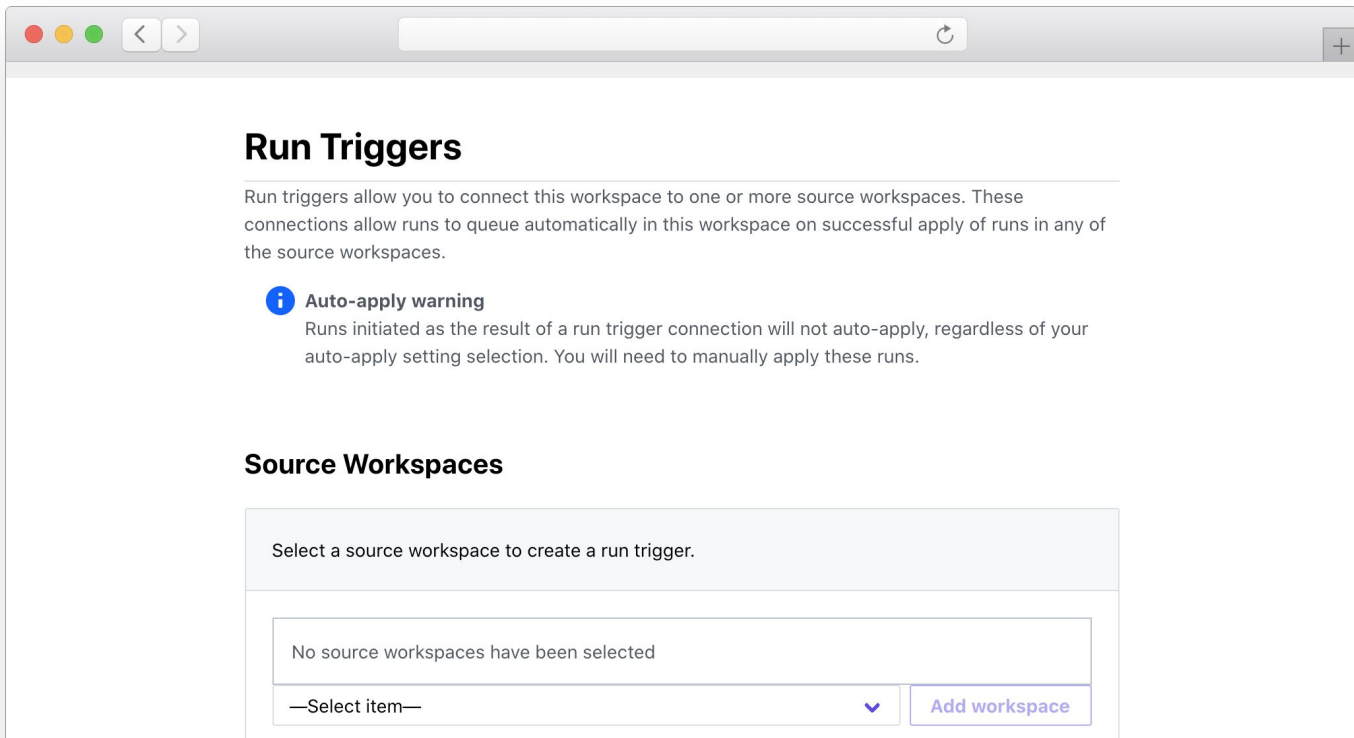 Run Triggers
Run triggers allow you to connect this workspace to one or more source workspaces. These
connections allow runs to queue automatically in this workspace on successful apply of runs in any of
the source workspaces.
Auto-apply warning
Runs initiated as the result of a run trigger connection will not auto-apply, regardless of your
auto-apply setting selection. You will need to manually apply these runs.
Source Workspaces
Select a source workspace to create a run trigger.
No source workspaces have been selected
—Select item—
Add workspace